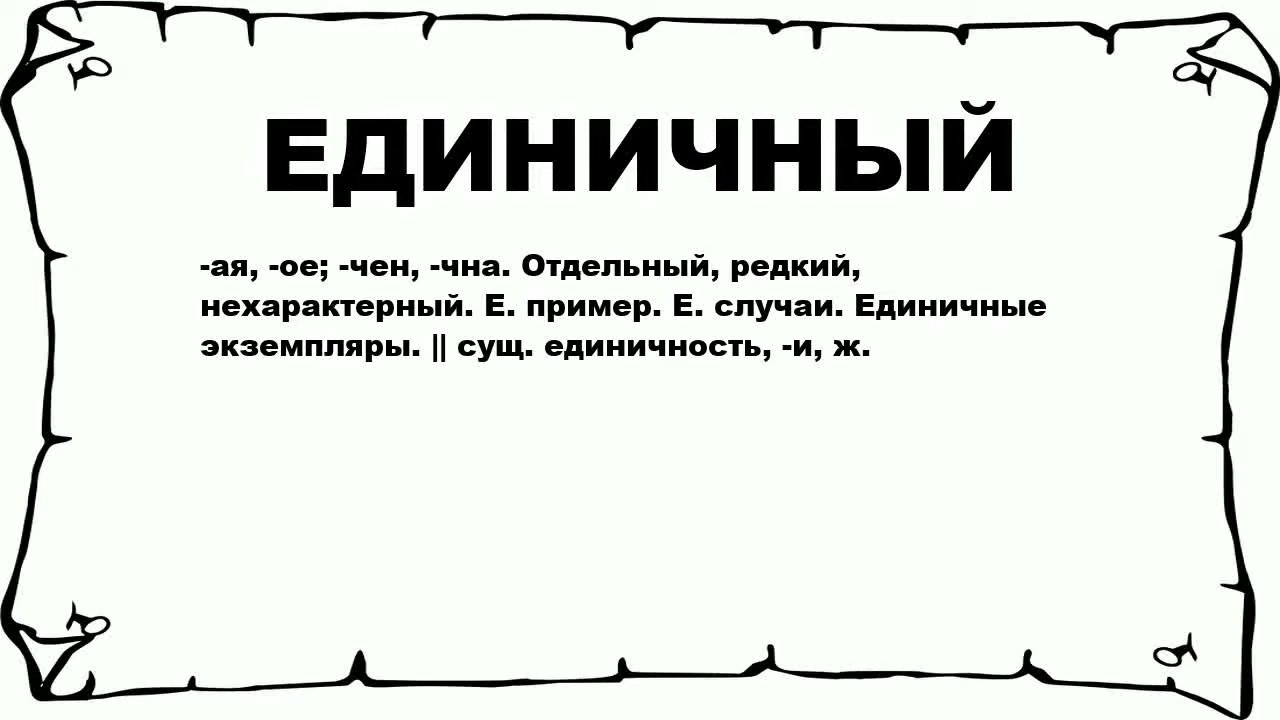 ЕДИНИЧНЫЙ
-ая, -ое; -чен, -чна. Отдельный, редкий,
нехарактерный. Е. пример. Е. случаи. Единичные
экземпляры. || сущ. единичность, -и, ж.